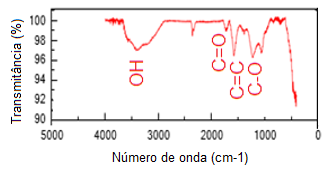 Transmitância (%)
100
98
96
94
92
90
OH
C=O
C=C
C-O
5000 4000 3000 2000 1000 0
Número de onda (cm-1)